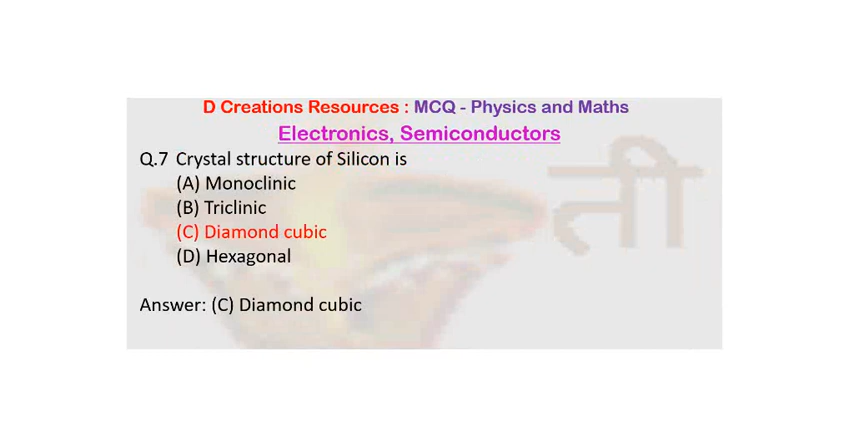 D Creations Resources : MCQ - Physics and Maths
Electronics, Semiconductors
Q.7 Crystal structure of Silicon is
(A) Monoclinic
(B) Triclinic
(C) Diamond cubic
(D) Hexagonal
Answer: (C) Diamond cubic
ती